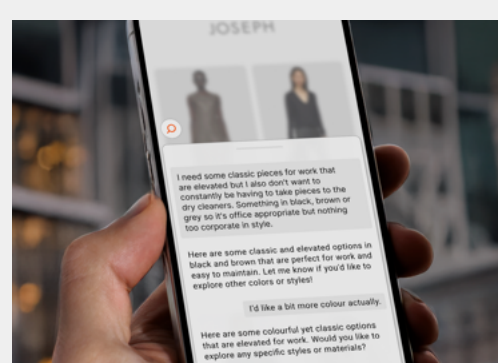 JOSEPH
I need some classic pieces for work that
are elevated but I also don't want to
constantly be having to take pieces to the
dry cleaners. Something in black, brown or
grey so it's office appropriate but nothing
too corporate in style.
Here are some classic and elevated options in
black and brown that are perfect for work and
easy to maintain. Let me know if you'd like to
explore other colors or styles!
I'd like a bit more colour actually.
Here are some colourful yet classic options
that are elevated for work. Would you like to
explore any specific styles or materials?